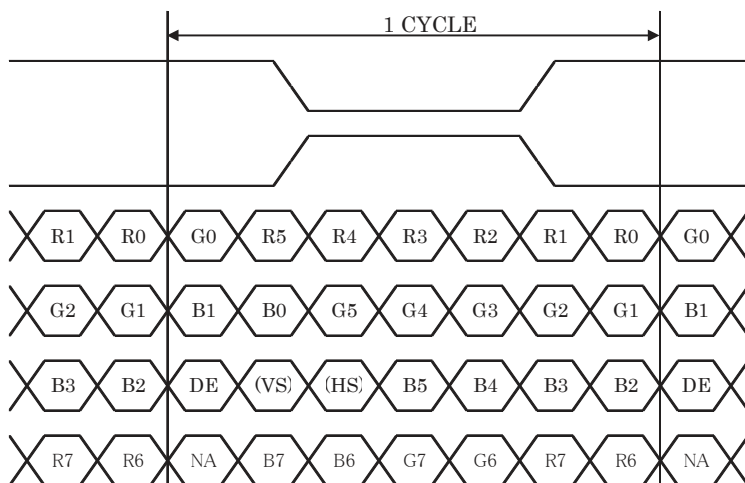 1 CYCLE
R1 R0 G0 R5 R4 R3 R2 R1 R0 G0
G2 G1 B1 B0 G5 G4 G3 G2 G1 B1
B3 B2 DE (VS) (HS) B5 B4 B3 B2 DE
R7 R6 NA B7 B6 G7 G6 R7 R6 NA